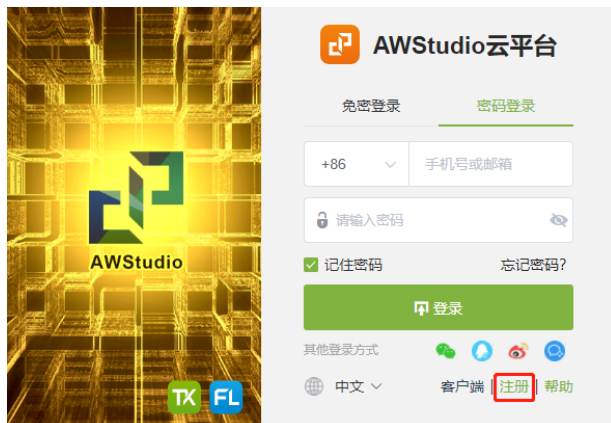 AWStudio
TX FL
AWStudio云平台
免密登录 密码登录
+86 手机号或邮箱
请输入密码
记住密码 忘记密码?
登录
其他登录方式
中文 客户端 | 注册 | 帮助